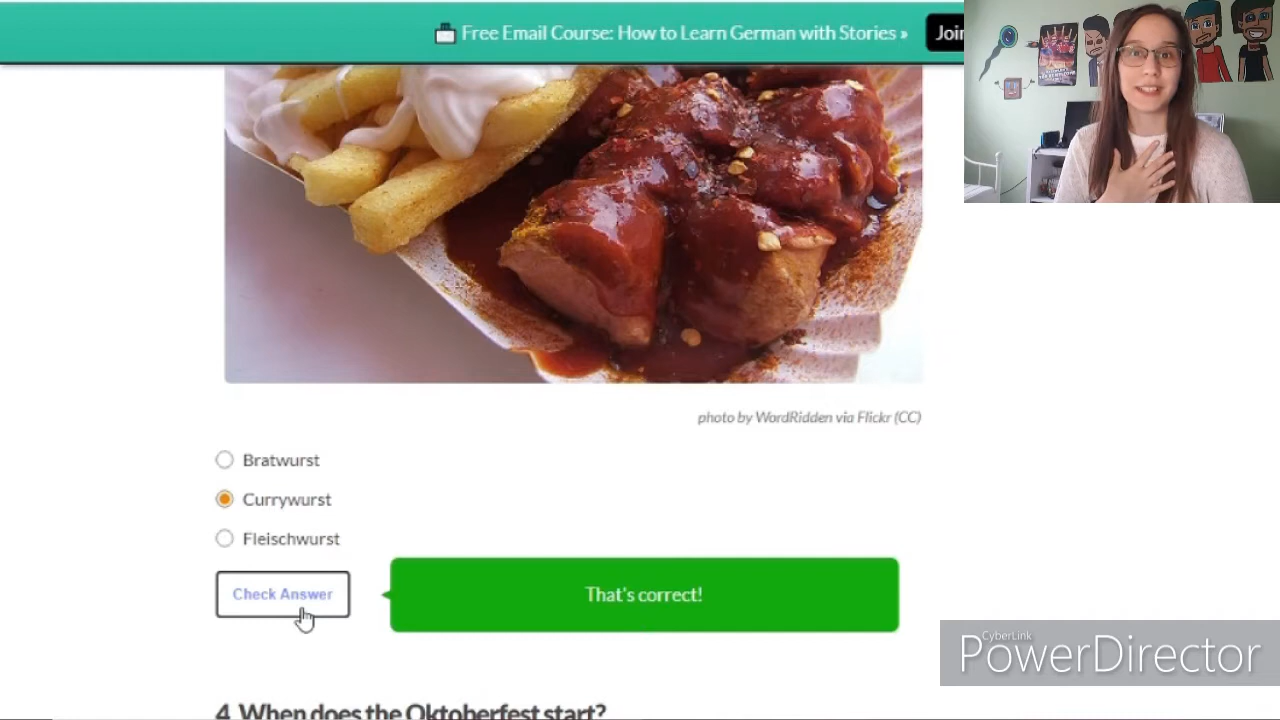 Free Email Course: How to Learn German with Stories »
Join
photo by WordRidden via Flickr (CC)
Bratwurst
Currywurst
Fleischwurst
Check Answer
That's correct!
CyberLink
PowerDirector
4. When does the Oktoberfest start?